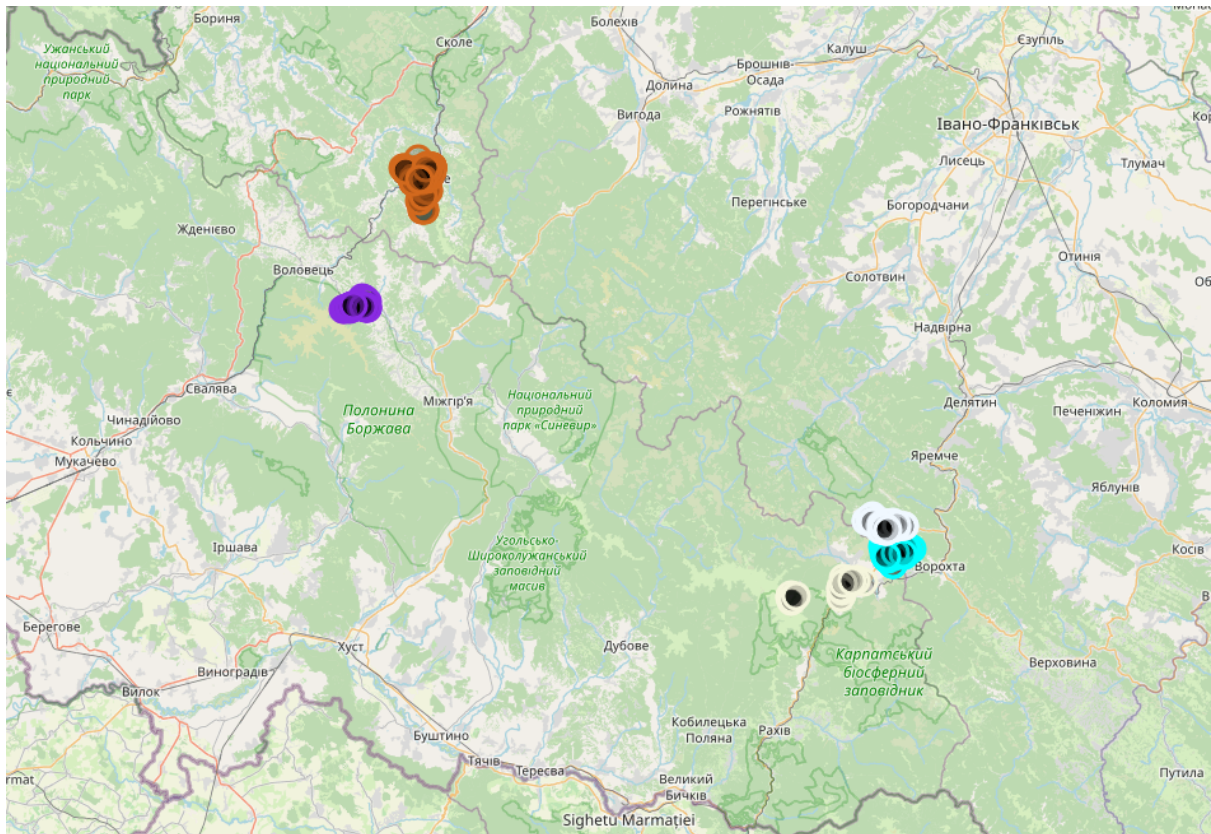 Бориня
Болехів
Єзупіль
Сколе
Калуш
Ужанський
національний
природний
парк
Брошнів-
Осада
Долина
Рожнятів
Вигода
Івано-Франківськ
Лисець
Тлумач
Перегінське
Богородчани
Жденієво
Отинія
Воловець
Солотвин
Надвірна
Свалява
Національний
природний
парк «Синевир»
Міжгір'я
Полонина
Боржава
Делятин
Коломия
Печеніжин
Чинадійово
Кольчино
Мукачево
Яремче
Яблунів
Іршава
Угольсько-
Широколужанський
заповідний
масив
Косів
Ворохта
Берегове
Хуст
Дубове
Карпатський
біосферний
заповідник
Верховина
Виноградів
Вилок
Кобилецька
Поляна
Рахів
Буштино
Тячів
Тересва
Великий
Бичків
Путила
Sighetu Marmației